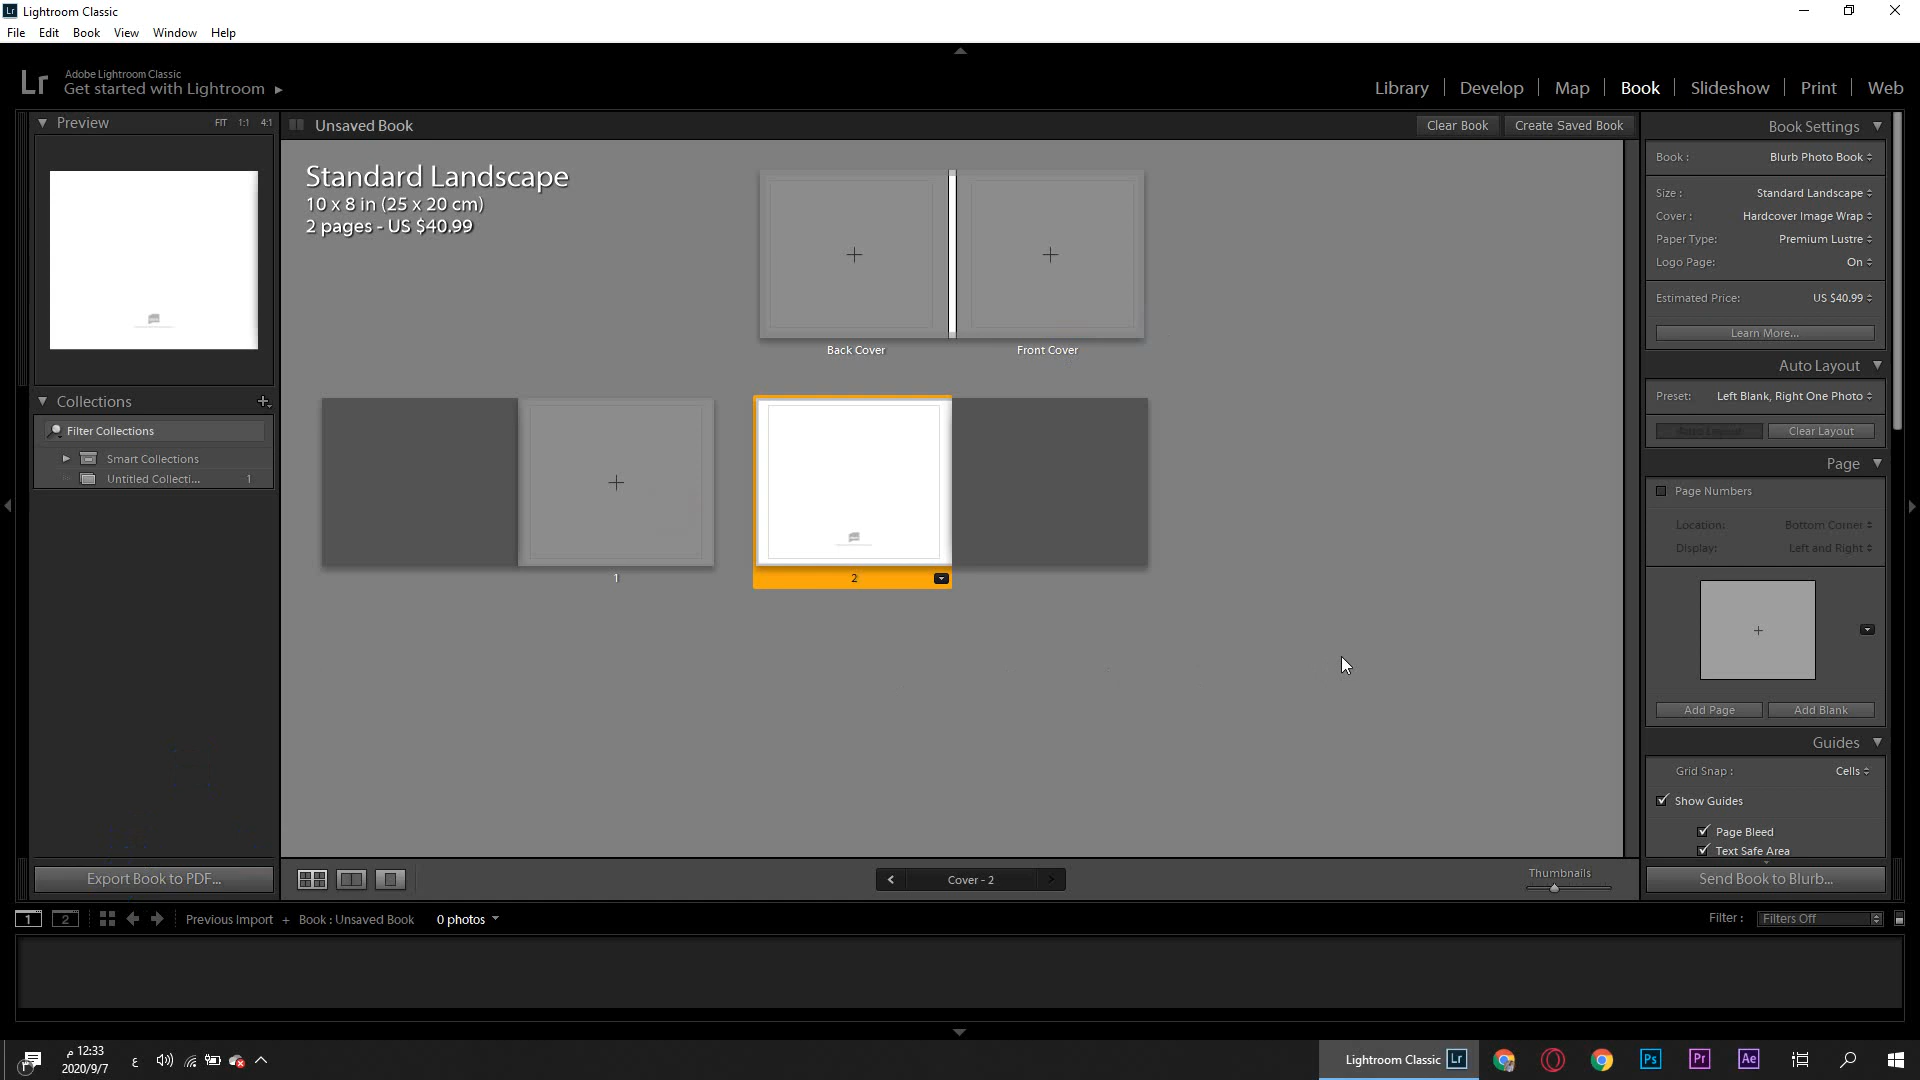 Lr Lightroom Classic
File Edit Book View Window Help
Lr Adobe Lightroom Classic
Get started with Lightroom
Library Develop Map Book Slideshow Print Web
Preview FIT 1:1 4:1
Unsaved Book Clear Book Create Saved Book
Standard Landscape
10 x 8 in (25 x 20 cm)
2 pages - US $40.99
Back Cover Front Cover
1 2
Collections
Filter Collections
Smart Collections
Untitled Collecti... 1
Export Book to PDF...
Cover - 2
Thumbnails
Book Settings
Book : Blurb Photo Book
Size : Standard Landscape
Cover : Hardcover Image Wrap
Paper Type: Premium Lustre
Logo Page: On
Estimated Price: US $40.99
Learn More...
Auto Layout
Preset: Left Blank, Right One Photo
Auto Layout Clear Layout
Page
Page Numbers
Location: Bottom Corner
Display: Left and Right
Add Page Add Blank
Guides
Grid Snap : Cells
Show Guides
Page Bleed
Text Safe Area
Send Book to Blurb...
1 2 Previous Import + Book : Unsaved Book 0 photos Filter : Filters Off
12:33 م
2020/9/7
ع
Lightroom Classic Lr Ps Pr Ae